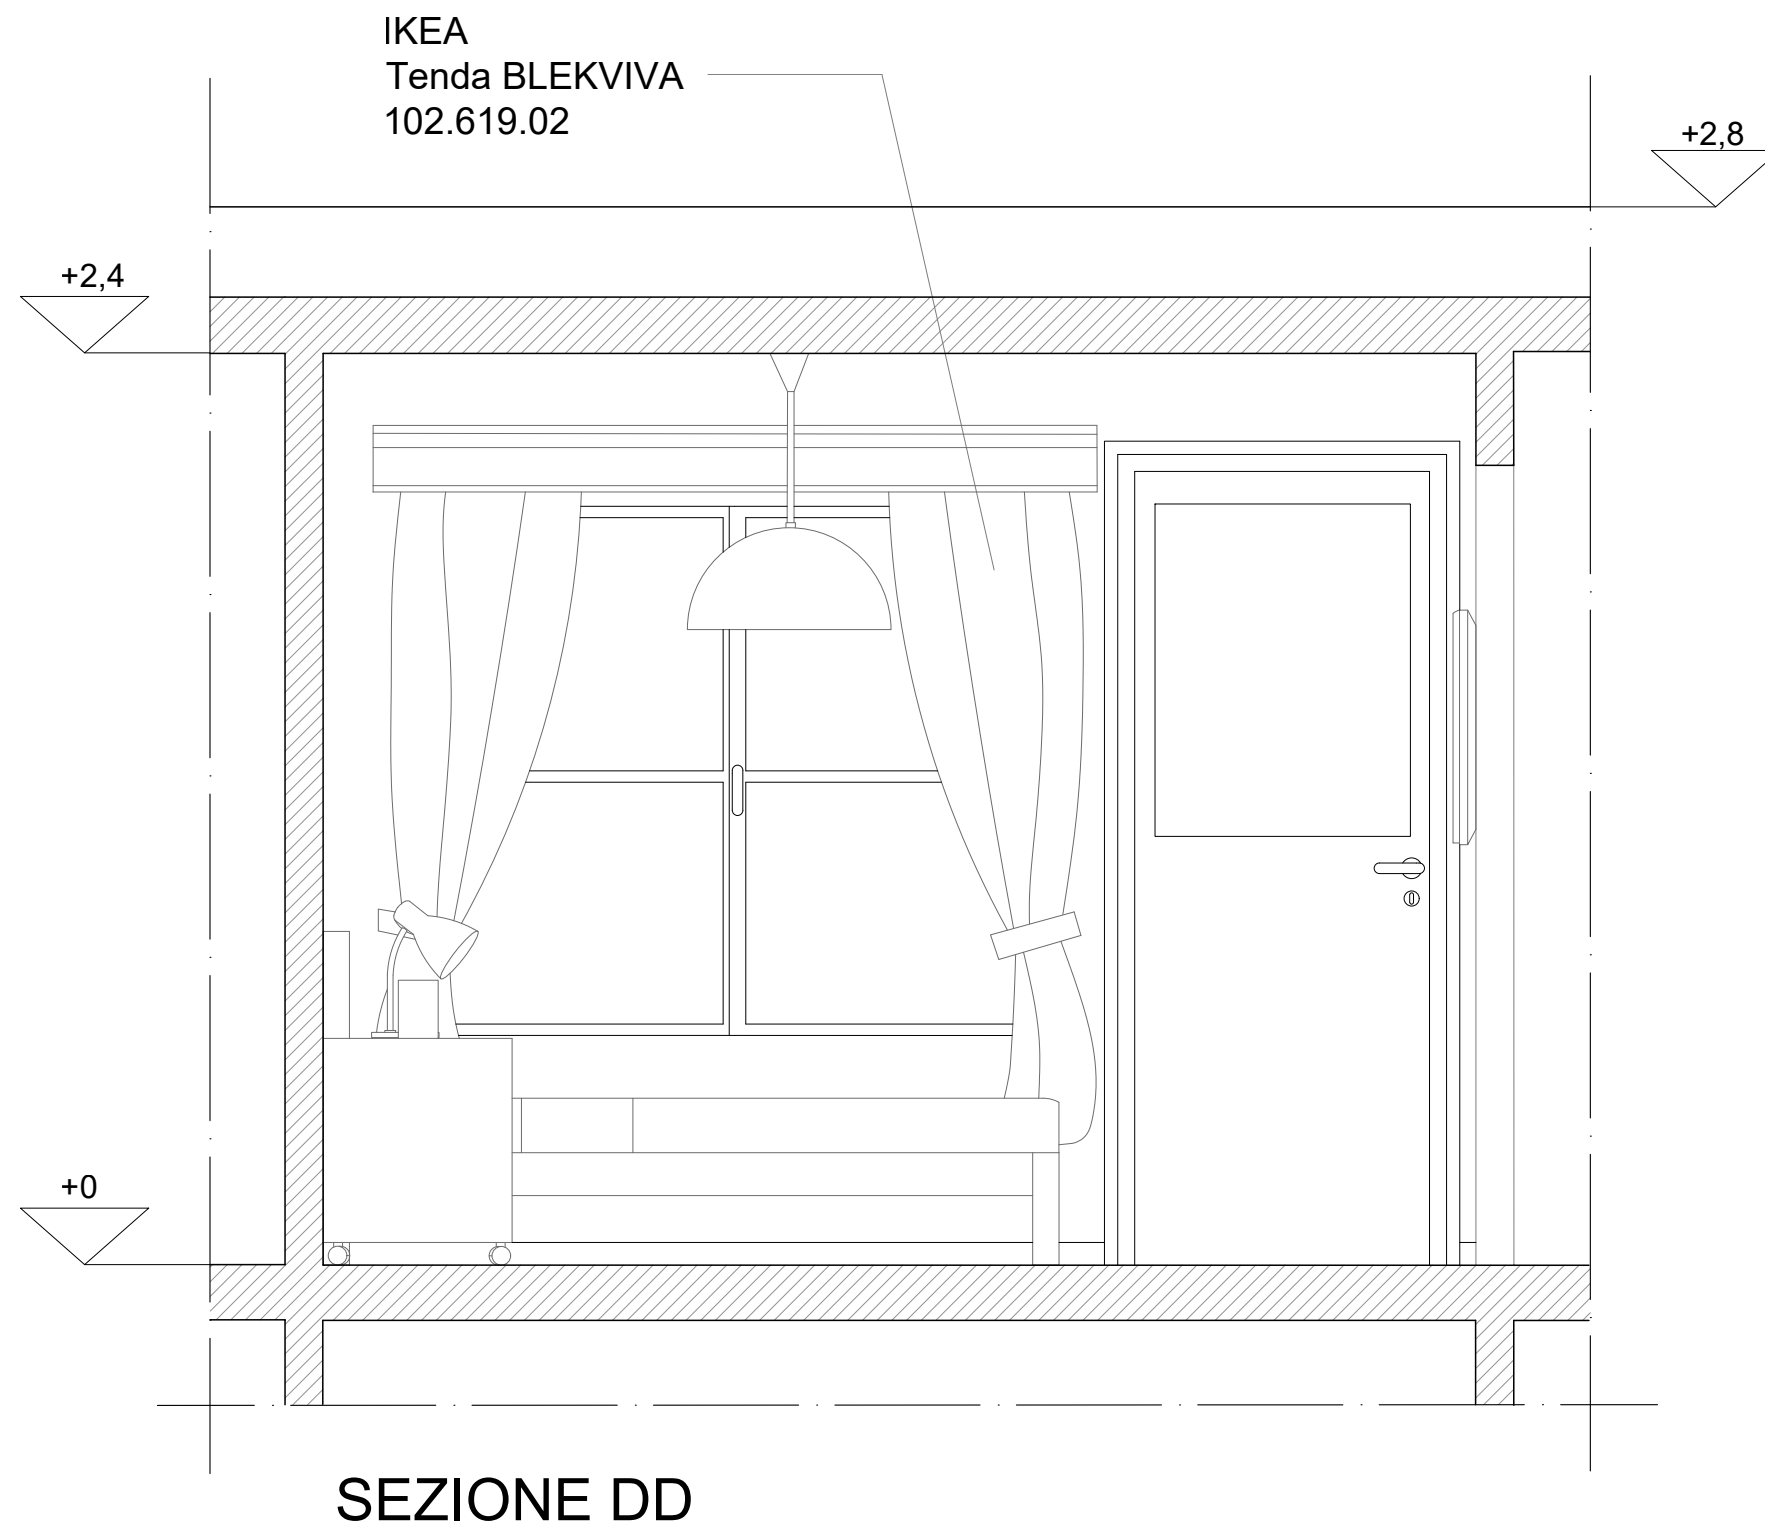 IKEA
Tenda BLEKVIVA
102.619.02
+2,8
+2,4
+0
SEZIONE DD